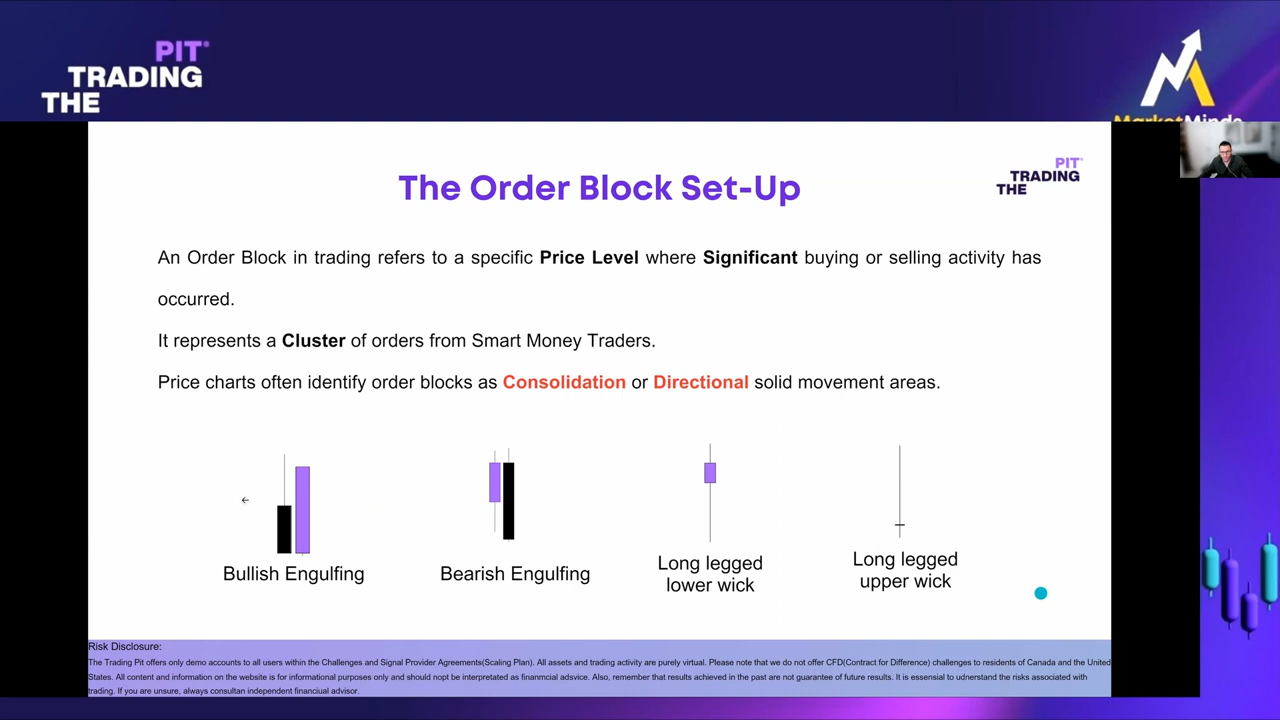 PIT®
TRADING
THE
MarketMinds
The Order Block Set-Up
PIT®
TRADING
THE
An Order Block in trading refers to a specific Price Level where Significant buying or selling activity has
occurred.
It represents a Cluster of orders from Smart Money Traders.
Price charts often identify order blocks as Consolidation or Directional solid movement areas.
Bullish Engulfing
Bearish Engulfing
Long legged
lower wick
Long legged
upper wick
Risk Disclosure:
The Trading Pit offers only demo accounts to all users within the Challenges and Signal Provider Agreements(Scaling Plan). All assets and trading activity are purely virtual. Please note that we do not offer CFD(Contract for Difference) challenges to residents of Canada and the United
States. All content and information on the website is for informational purposes only and should nopt be interpretated as finanmcial adsvice. Also, remember that results achieved in the past are not guarantee of future results. It is essensial to udnerstand the risks associated with
trading. If you are unsure, always consultan independent financiual advisor.